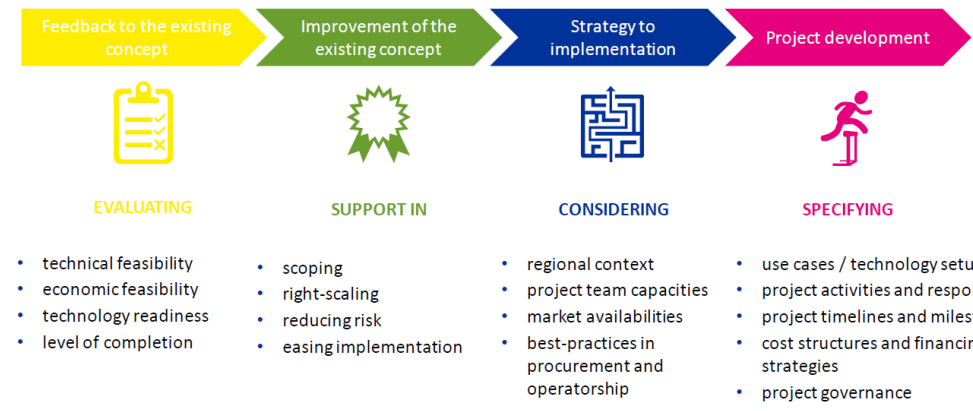 Feedback to the existing
concept
Improvement of the
existing concept
Strategy to
implementation
Project development
EVALUATING
SUPPORT IN
CONSIDERING
SPECIFYING
• technical feasibility
• economic feasibility
• technology readiness
• level of completion
• scoping
• right-scaling
• reducing risk
• easing implementation
• regional context
• project team capacities
• market availabilities
• best-practices in
procurement and
operatorship
• use cases / technology
• project activities and
• project timelines and
• cost structures and
strategies
• project governance